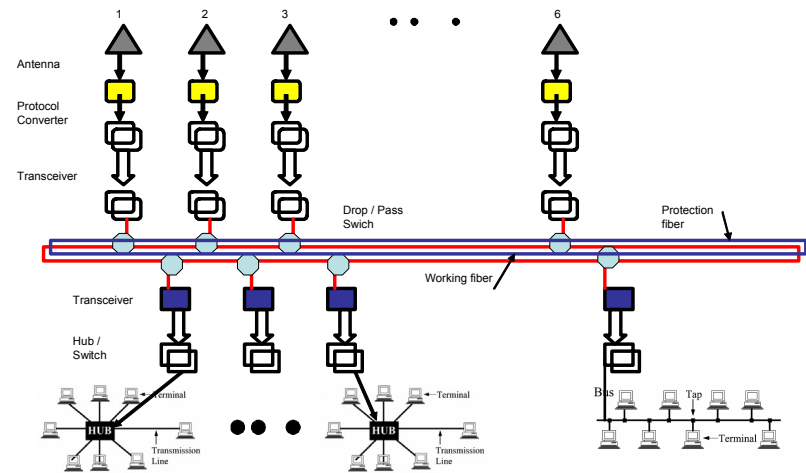 1 2 3 6
Antenna
Protocol
Converter
Transceiver
Drop / Pass
Swich
Protection
fiber
Working fiber
Transceiver
Hub /
Switch
Terminal
HUB
Transmission
Line
Terminal
HUB
Transmission
Line
Bus
Tap
Terminal